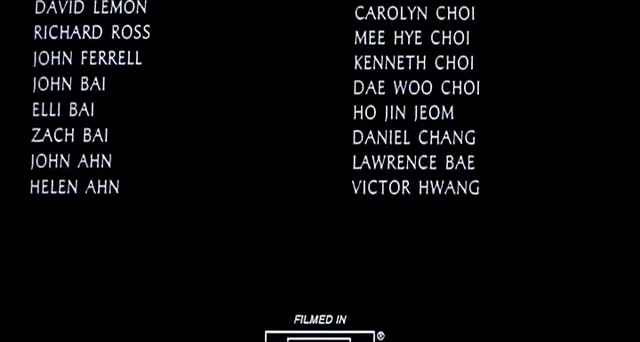 DAVID LEMON
RICHARD ROSS
JOHN FERRELL
JOHN BAI
ELLI BAI
ZACH BAI
JOHN AHN
HELEN AHN
CAROLYN CHOI
MEE HYE CHOI
KENNETH CHOI
DAE WOO CHOI
HO JIN JEOM
DANIEL CHANG
LAWRENCE BAE
VICTOR HWANG
FILMED IN
®